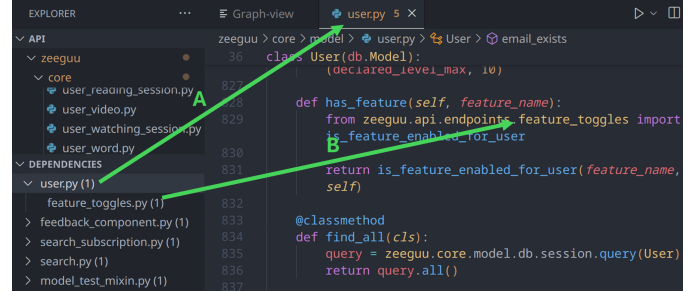 EXPLORER ···
API
zeeguu
core
user_reading_session.py
user_video.py
user_watching_session.py
user_word.py
DEPENDENCIES
user.py (1)
feature_toggles.py (1)
feedback_component.py (1)
search_subscription.py (1)
search.py (1)
model_test_mixin.py (1)
A
B
Graph-view
user.py 5 ×
zeeguu > core > model > user.py > User > email_exists
36 class User(db.Model):
(declared_level_max, 10)
827
828 def has_feature(self, feature_name):
829 from zeeguu.api.endpoints.feature_toggles import
is_feature_enabled_for_user
830
831 return is_feature_enabled_for_user(feature_name,
self)
832
833 @classmethod
834 def find_all(cls):
835 query = zeeguu.core.model.db.session.query(User)
836 return query.all()
837